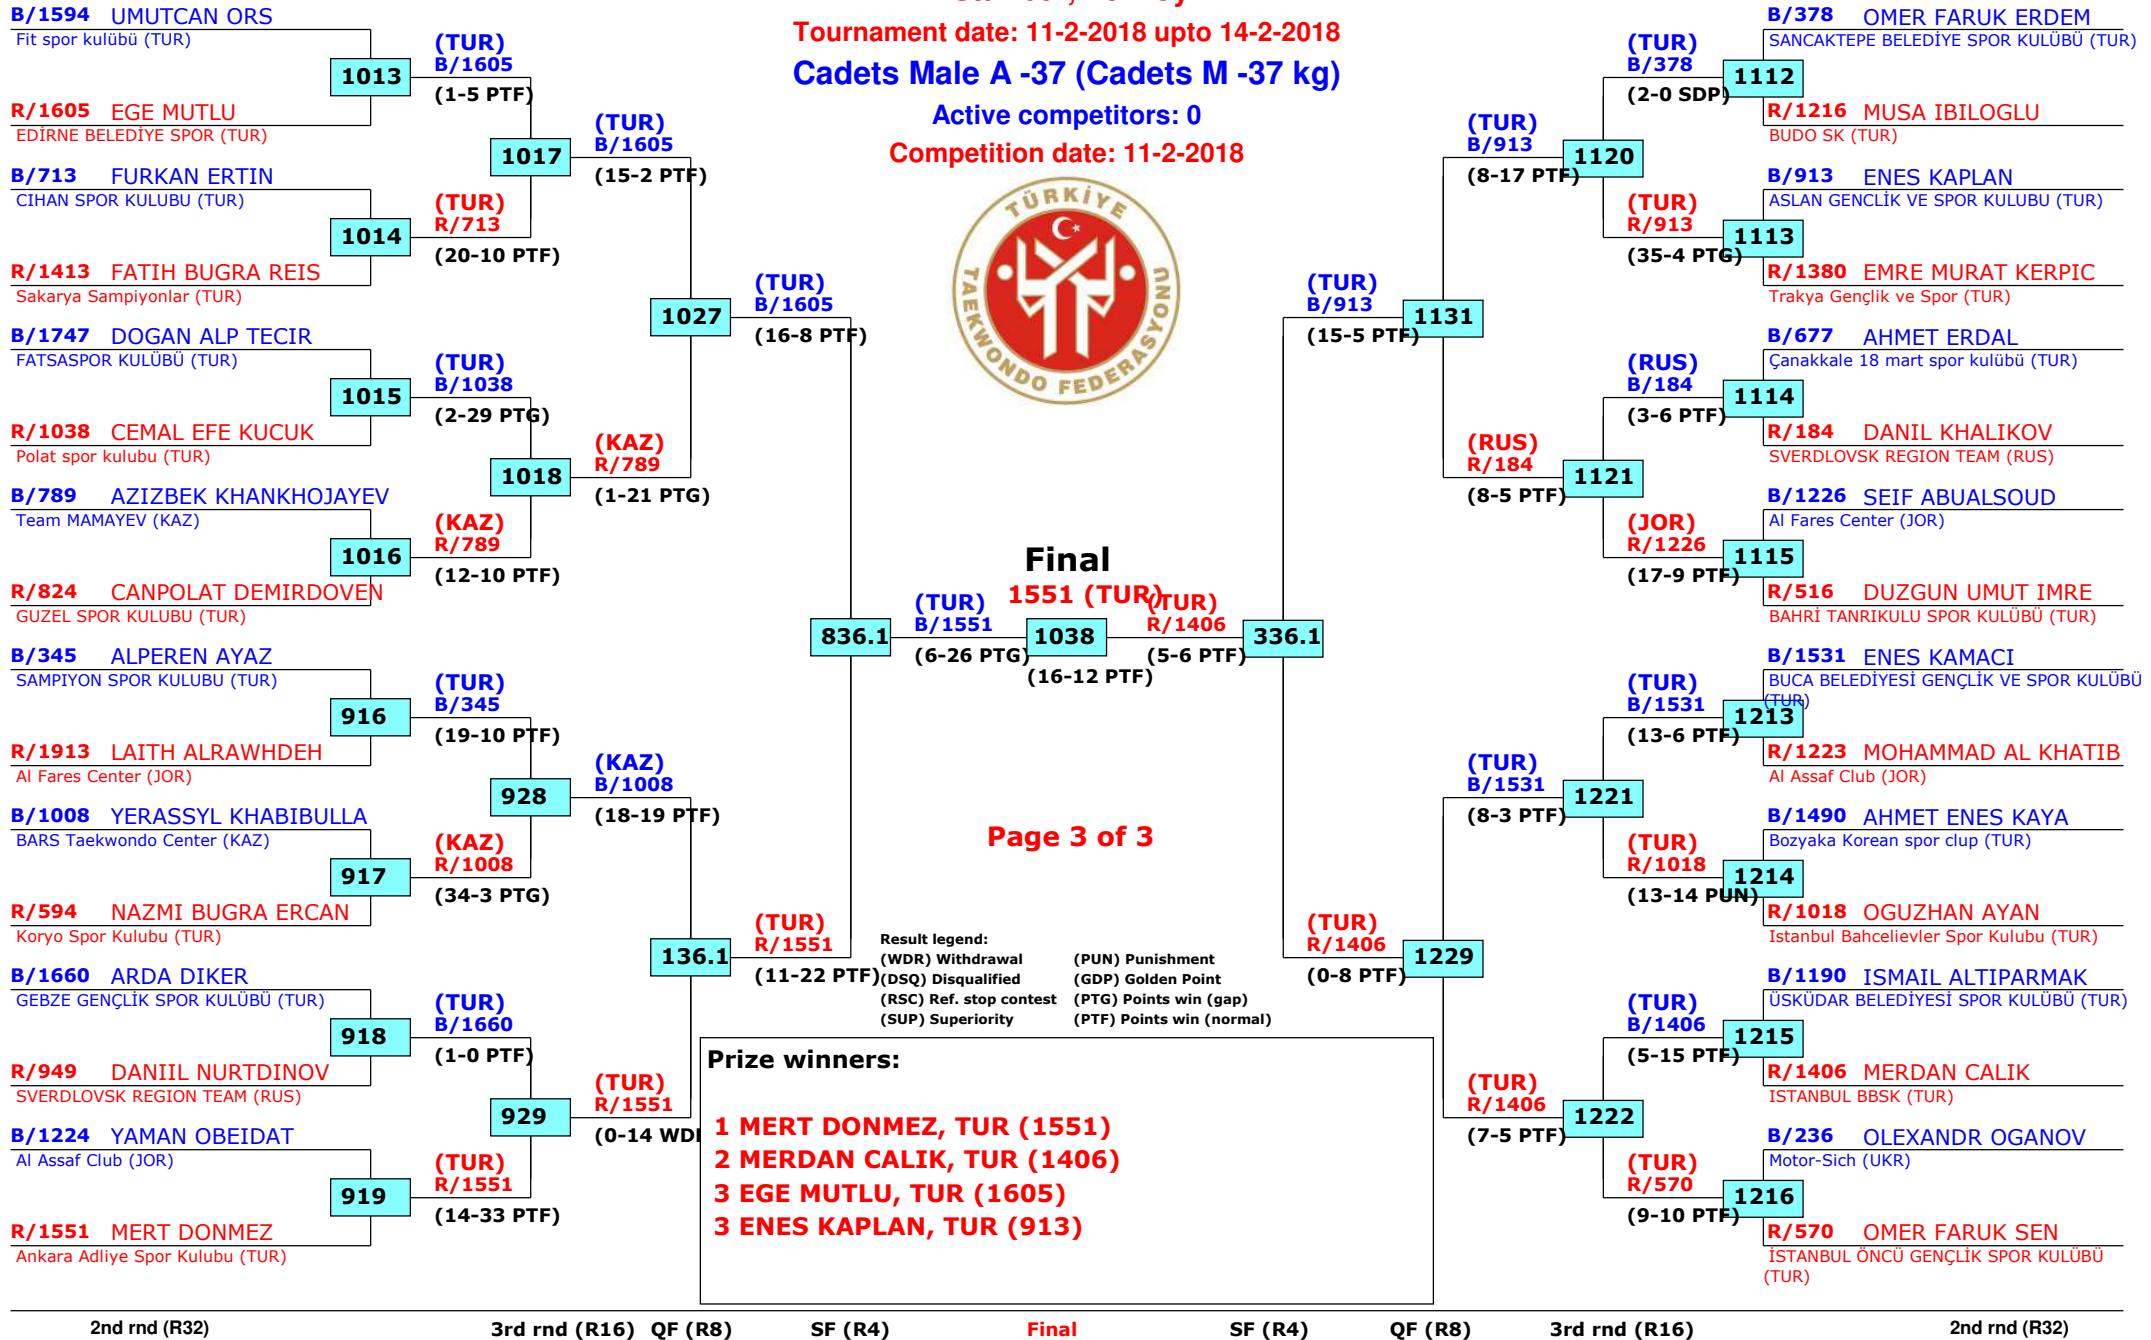 Tournament date: 11-2-2018 upto 14-2-2018
Cadets Male A -37 (Cadets M -37 kg)
Active competitors: 0
Competition date: 11-2-2018
TÜRKİYE
TAEKWONDO FEDERASYONU
B/1594 UMUTCAN ORS
Fit spor kulübü (TUR)
1013
R/1605 EGE MUTLU
EDİRNE BELEDİYE SPOR (TUR)
B/713 FURKAN ERTIN
CIHAN SPOR KULUBU (TUR)
1014
R/1413 FATIH BUGRA REIS
Sakarya Sampiyonlar (TUR)
B/1747 DOGAN ALP TECIR
FATSASPOR KULÜBÜ (TUR)
1015
R/1038 CEMAL EFE KUCUK
Polat spor kulubu (TUR)
B/789 AZIZBEK KHANKHOJAYEV
Team MAMAYEV (KAZ)
1016
R/824 CANPOLAT DEMIRDOVEN
GUZEL SPOR KULUBU (TUR)
B/345 ALPEREN AYAZ
SAMPIYON SPOR KULUBU (TUR)
916
R/1913 LAITH ALRAWHDEH
Al Fares Center (JOR)
B/1008 YERASSYL KHABIBULLA
BARS Taekwondo Center (KAZ)
917
R/594 NAZMI BUGRA ERCAN
Koryo Spor Kulubu (TUR)
B/1660 ARDA DIKER
GEBZE GENÇLİK SPOR KULÜBÜ (TUR)
918
R/949 DANIIL NURTDINOV
SVERDLOVSK REGION TEAM (RUS)
B/1224 YAMAN OBEIDAT
Al Assaf Club (JOR)
919
R/1551 MERT DONMEZ
Ankara Adliye Spor Kulubu (TUR)
(TUR)
B/1605
(1-5 PTF)
1017
(TUR)
R/713
(20-10 PTF)
(TUR)
B/1038
(2-29 PTG)
1018
(KAZ)
R/789
(12-10 PTF)
(TUR)
B/345
(19-10 PTF)
928
(KAZ)
R/1008
(34-3 PTG)
(TUR)
B/1660
(1-0 PTF)
929
(TUR)
R/1551
(14-33 PTF)
(TUR)
B/1605
(15-2 PTF)
1027
(KAZ)
R/789
(1-21 PTG)
(KAZ)
B/1008
(18-19 PTF)
136.1
(TUR)
R/1551
(0-14 WD
(TUR)
B/1605
(16-8 PTF)
836.1
(TUR)
R/1551
(11-22 PTF)
Final
1551 (TUR)
(TUR)
B/1551
(6-26 PTG)
1038
(16-12 PTF)
(TUR)
R/1406
(5-6 PTF)
336.1
Page 3 of 3
(TUR)
B/913
(15-5 PTF)
1131
(TUR)
R/1406
(0-8 PTF)
1229
(TUR)
B/913
(8-17 PTF)
1120
(RUS)
R/184
(8-5 PTF)
1121
(TUR)
B/1531
(8-3 PTF)
1221
(TUR)
R/1406
(7-5 PTF)
1222
(TUR)
B/378
(2-0 SDP)
1112
(TUR)
R/913
(35-4 PTG)
1113
(RUS)
B/184
(3-6 PTF)
1114
(JOR)
R/1226
(17-9 PTF)
1115
(TUR)
B/1531
(13-6 PTF)
1213
(TUR)
R/1018
(13-14 PUN)
1214
(TUR)
B/1406
(5-15 PTF)
1215
(TUR)
R/570
(9-10 PTF)
1216
B/378 OMER FARUK ERDEM
SANCAKTEPE BELEDİYE SPOR KULÜBÜ (TUR)
R/1216 MUSA IBILOGLU
BUDO SK (TUR)
B/913 ENES KAPLAN
ASLAN GENCLİK VE SPOR KULUBU (TUR)
R/1380 EMRE MURAT KERPIC
Trakya Gençlik ve Spor (TUR)
B/677 AHMET ERDAL
Çanakkale 18 mart spor kulübü (TUR)
R/184 DANIL KHALIKOV
SVERDLOVSK REGION TEAM (RUS)
B/1226 SEIF ABUALSOUD
Al Fares Center (JOR)
R/516 DUZGUN UMUT IMRE
BAHRİ TANRIKULU SPOR KULÜBÜ (TUR)
B/1531 ENES KAMACI
BUCA BELEDİYESİ GENÇLİK VE SPOR KULÜBÜ
(TUR)
R/1223 MOHAMMAD AL KHATIB
Al Assaf Club (JOR)
B/1490 AHMET ENES KAYA
Bozyaka Korean spor clup (TUR)
R/1018 OGUZHAN AYAN
Istanbul Bahcelievler Spor Kulubu (TUR)
B/1190 ISMAIL ALTIPARMAK
ÜSKÜDAR BELEDİYESİ SPOR KULÜBÜ (TUR)
R/1406 MERDAN CALIK
ISTANBUL BBSK (TUR)
B/236 OLEXANDR OGANOV
Motor-Sich (UKR)
R/570 OMER FARUK SEN
İSTANBUL ÖNCÜ GENÇLİK SPOR KULÜBÜ
(TUR)
Result legend:
(WDR) Withdrawal (PUN) Punishment
(DSQ) Disqualified (GDP) Golden Point
(RSC) Ref. stop contest (PTG) Points win (gap)
(SUP) Superiority (PTF) Points win (normal)
Prize winners:
1 MERT DONMEZ, TUR (1551)
2 MERDAN CALIK, TUR (1406)
3 EGE MUTLU, TUR (1605)
3 ENES KAPLAN, TUR (913)
2nd rnd (R32) 3rd rnd (R16) QF (R8) SF (R4) Final SF (R4) QF (R8) 3rd rnd (R16) 2nd rnd (R32)